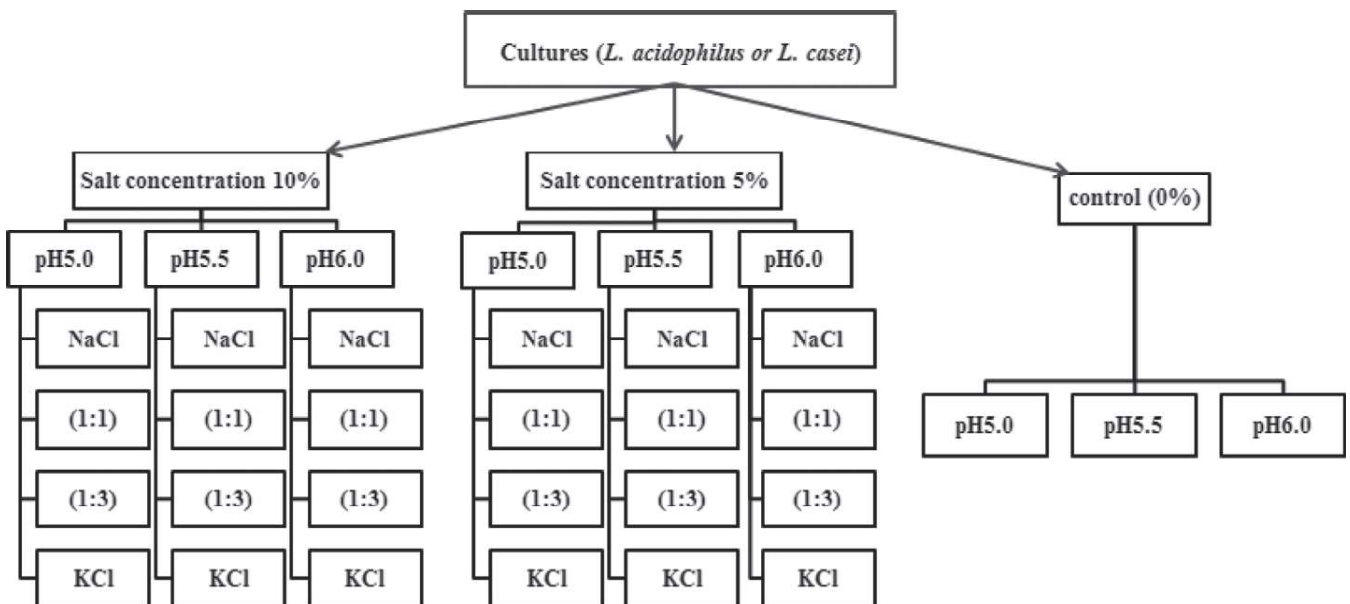 Cultures (L. acidophilus or L. casei)
Salt concentration 10%
Salt concentration 5%
control (0%)
pH5.0
pH5.5
pH6.0
pH5.0
pH5.5
pH6.0
NaCl
NaCl
NaCl
NaCl
NaCl
NaCl
(1:1)
(1:1)
(1:1)
(1:1)
(1:1)
(1:1)
pH5.0
pH5.5
pH6.0
(1:3)
(1:3)
(1:3)
(1:3)
(1:3)
(1:3)
KCl
KCl
KCl
KCl
KCl
KCl